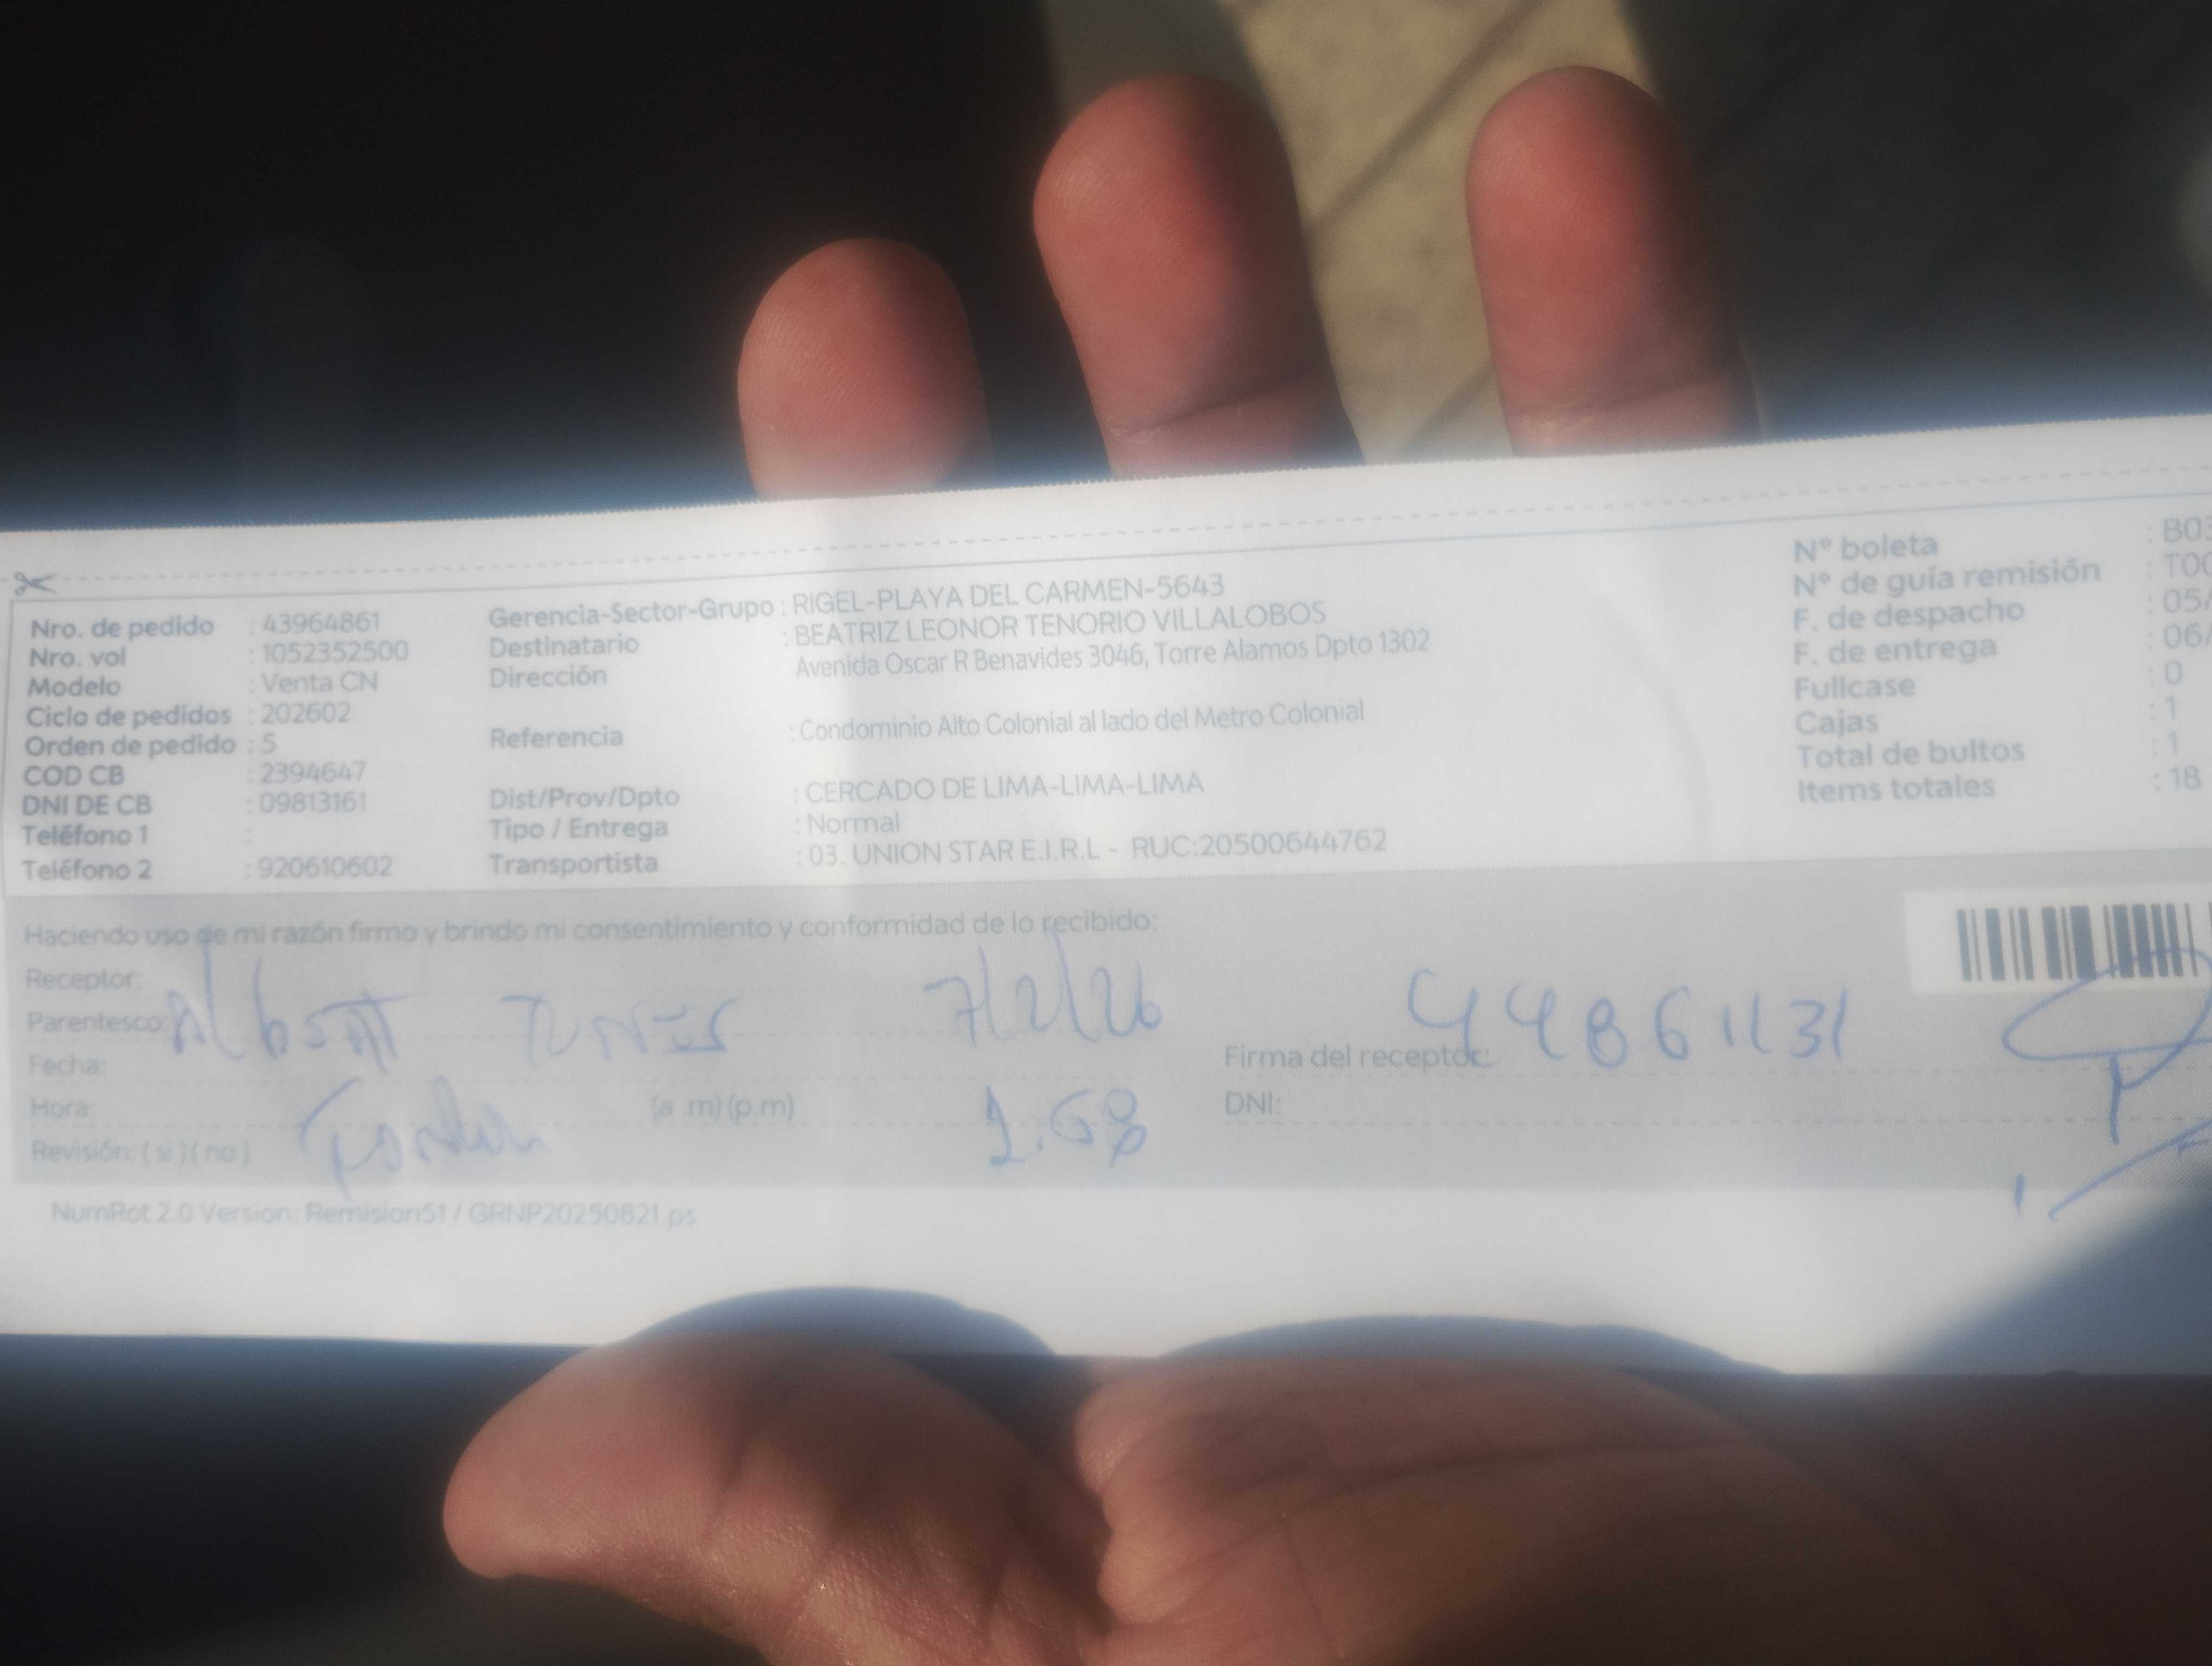 Nro. de pedido : 43964861
Nro. vol : 1052352500
Modelo : Venta CN
Ciclo de pedidos : 202602
Orden de pedido : 5
COD CB : 2394647
DNI DE CB : 09813161
Teléfono 1 :
Teléfono 2 : 920610602
Gerencia-Sector-Grupo : RIGEL-PLAYA DEL CARMEN-5643
Destinatario : BEATRIZ LEONOR TENORIO VILLALOBOS
Dirección Avenida Oscar R Benavides 3046, Torre Alamos Dpto 1302
Referencia : Condominio Alto Colonial al lado del Metro Colonial
Dist/Prov/Dpto : CERCADO DE LIMA-LIMA-LIMA
Tipo / Entrega : Normal
Transportista : 03. UNION STAR E.I.R.L - RUC:20500644762
N° boleta : B03
N° de guía remisión : T00
F. de despacho : 05/
F. de entrega : 06/
Fullcase : 0
Cajas : 1
Total de bultos : 1
Items totales : 18
Haciendo uso de mi razón firmo y brindo mi consentimiento y conformidad de lo recibido:
Receptor:
Parentesco: 7/2/26
Fecha:
Firma del receptor: 44861131
Hora: (a .m) (p.m)
DNI:
Revisión: ( si ) ( no )
NumRot 2.0 Version: Remision51 / GRNP20250821.ps